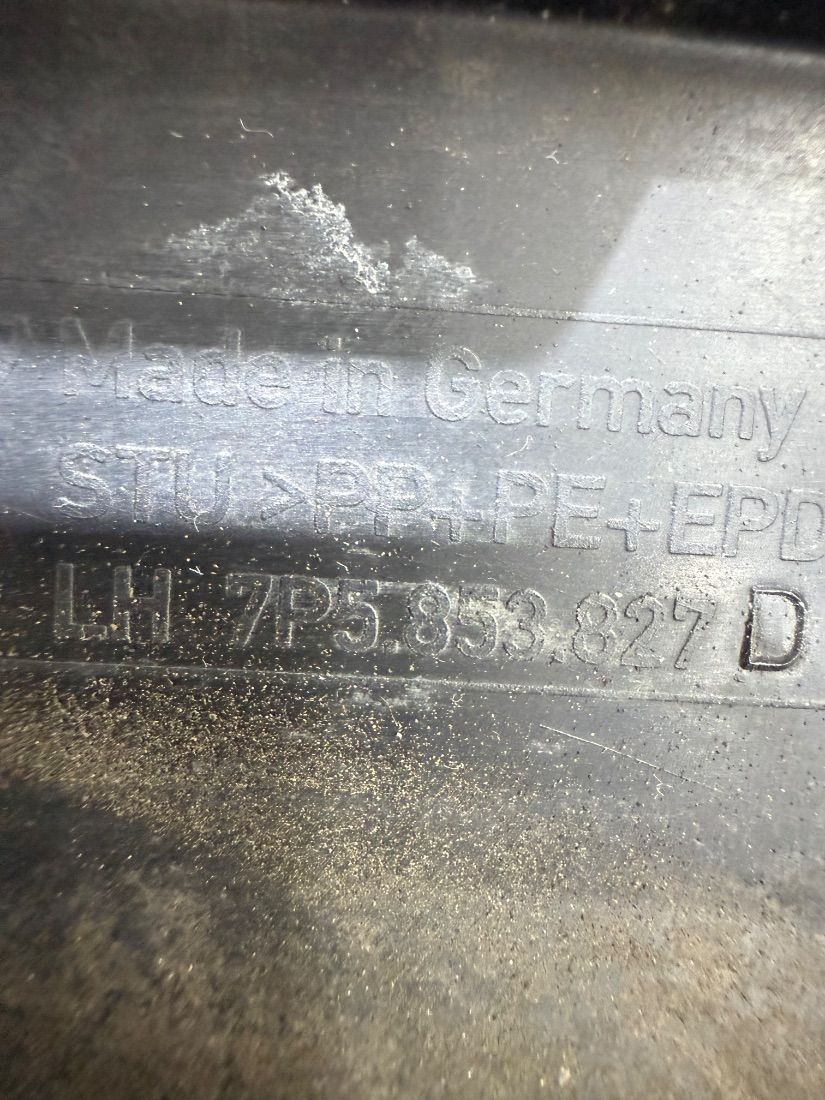 Made in Germany
STU >PP+PE+EPD
LH 7P5.853.827 D